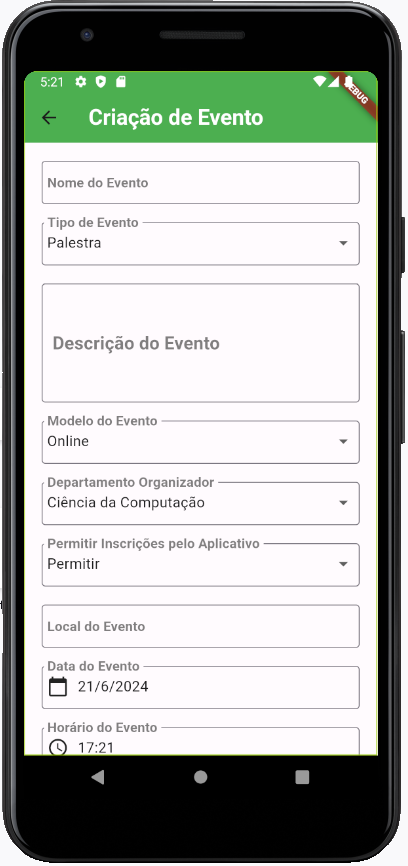 5:21
DEBUG
Criação de Evento
Nome do Evento
Tipo de Evento
Palestra
Descrição do Evento
Modelo do Evento
Online
Departamento Organizador
Ciência da Computação
Permitir Inscrições pelo Aplicativo
Permitir
Local do Evento
Data do Evento
21/6/2024
Horário do Evento
17:21